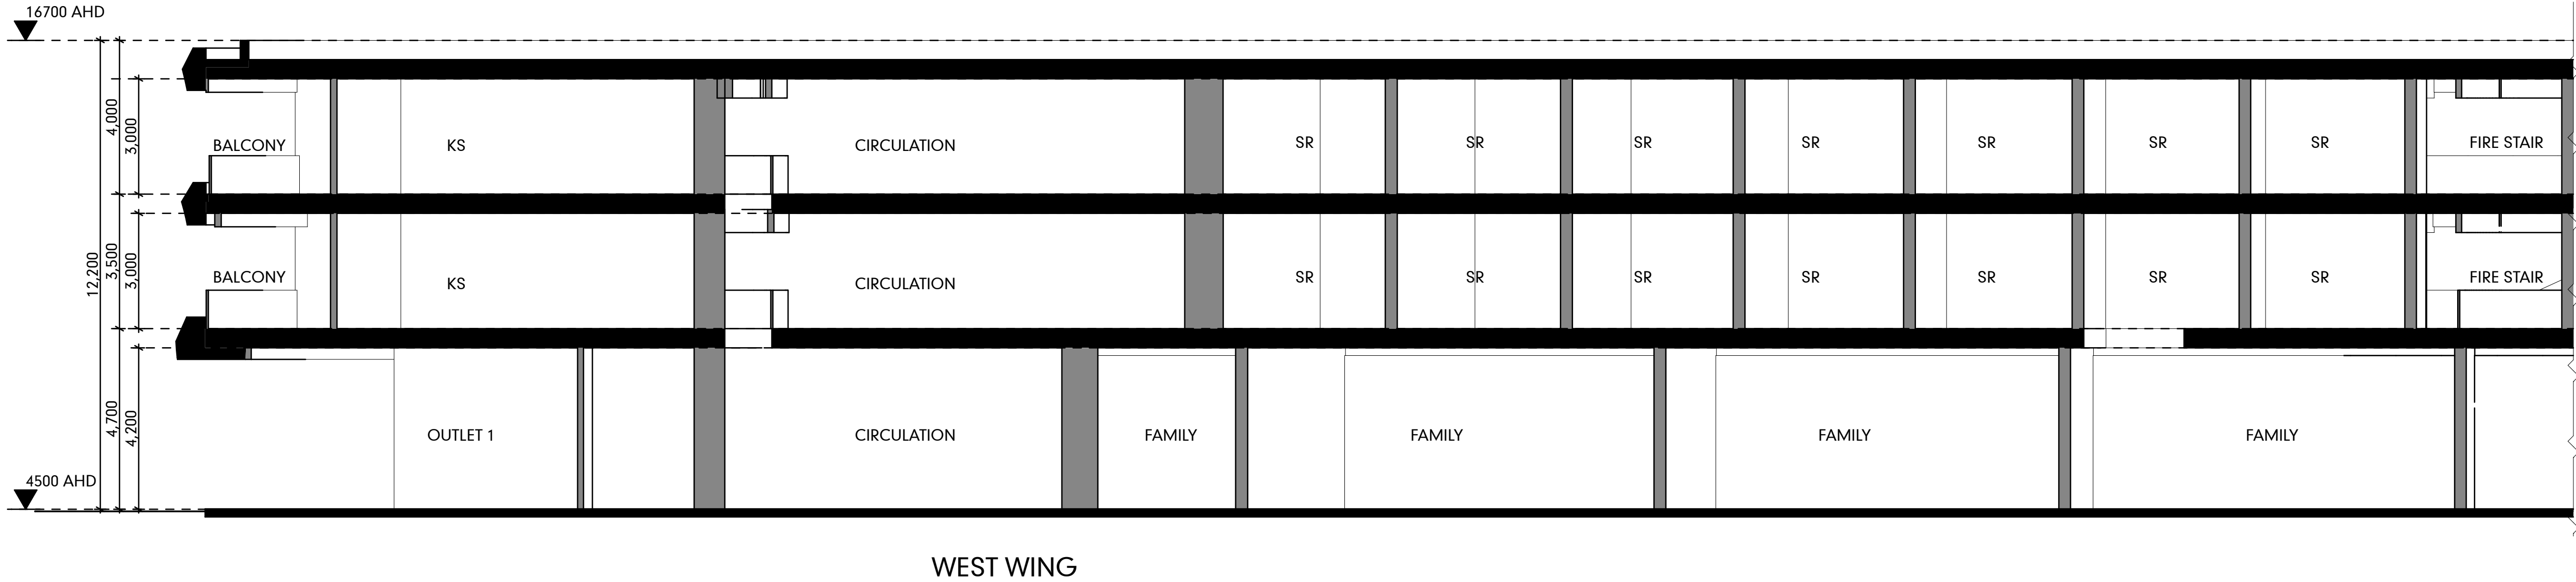 16700 AHD
4,000
3,000
BALCONY KS CIRCULATION SR SR SR SR SR SR SR FIRE STAIR
12,200
3,500
3,000
BALCONY KS CIRCULATION SR SR SR SR SR SR SR FIRE STAIR
4,700
4,200
OUTLET 1 CIRCULATION FAMILY FAMILY FAMILY FAMILY
4500 AHD
WEST WING